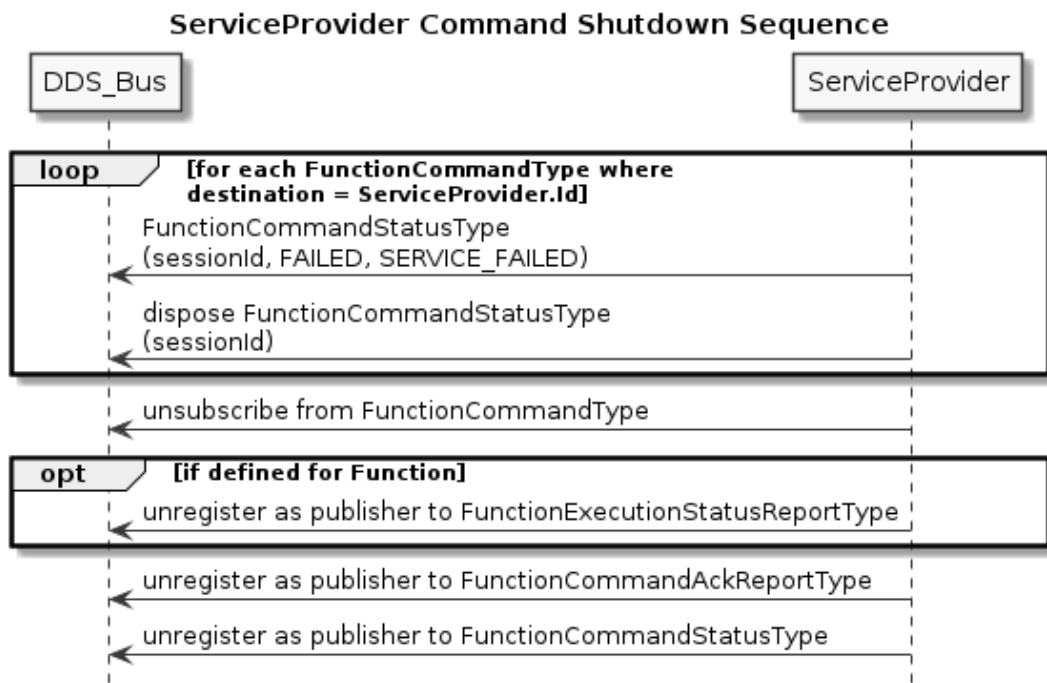 ServiceProvider Command Shutdown Sequence
DDS_Bus
ServiceProvider
loop
[for each FunctionCommandType where
destination = ServiceProvider.Id]
FunctionCommandStatusType
(sessionId, FAILED, SERVICE_FAILED)
dispose FunctionCommandStatusType
(sessionId)
unsubscribe from FunctionCommandType
opt
[if defined for Function]
unregister as publisher to FunctionExecutionStatusReportType
unregister as publisher to FunctionCommandAckReportType
unregister as publisher to FunctionCommandStatusType